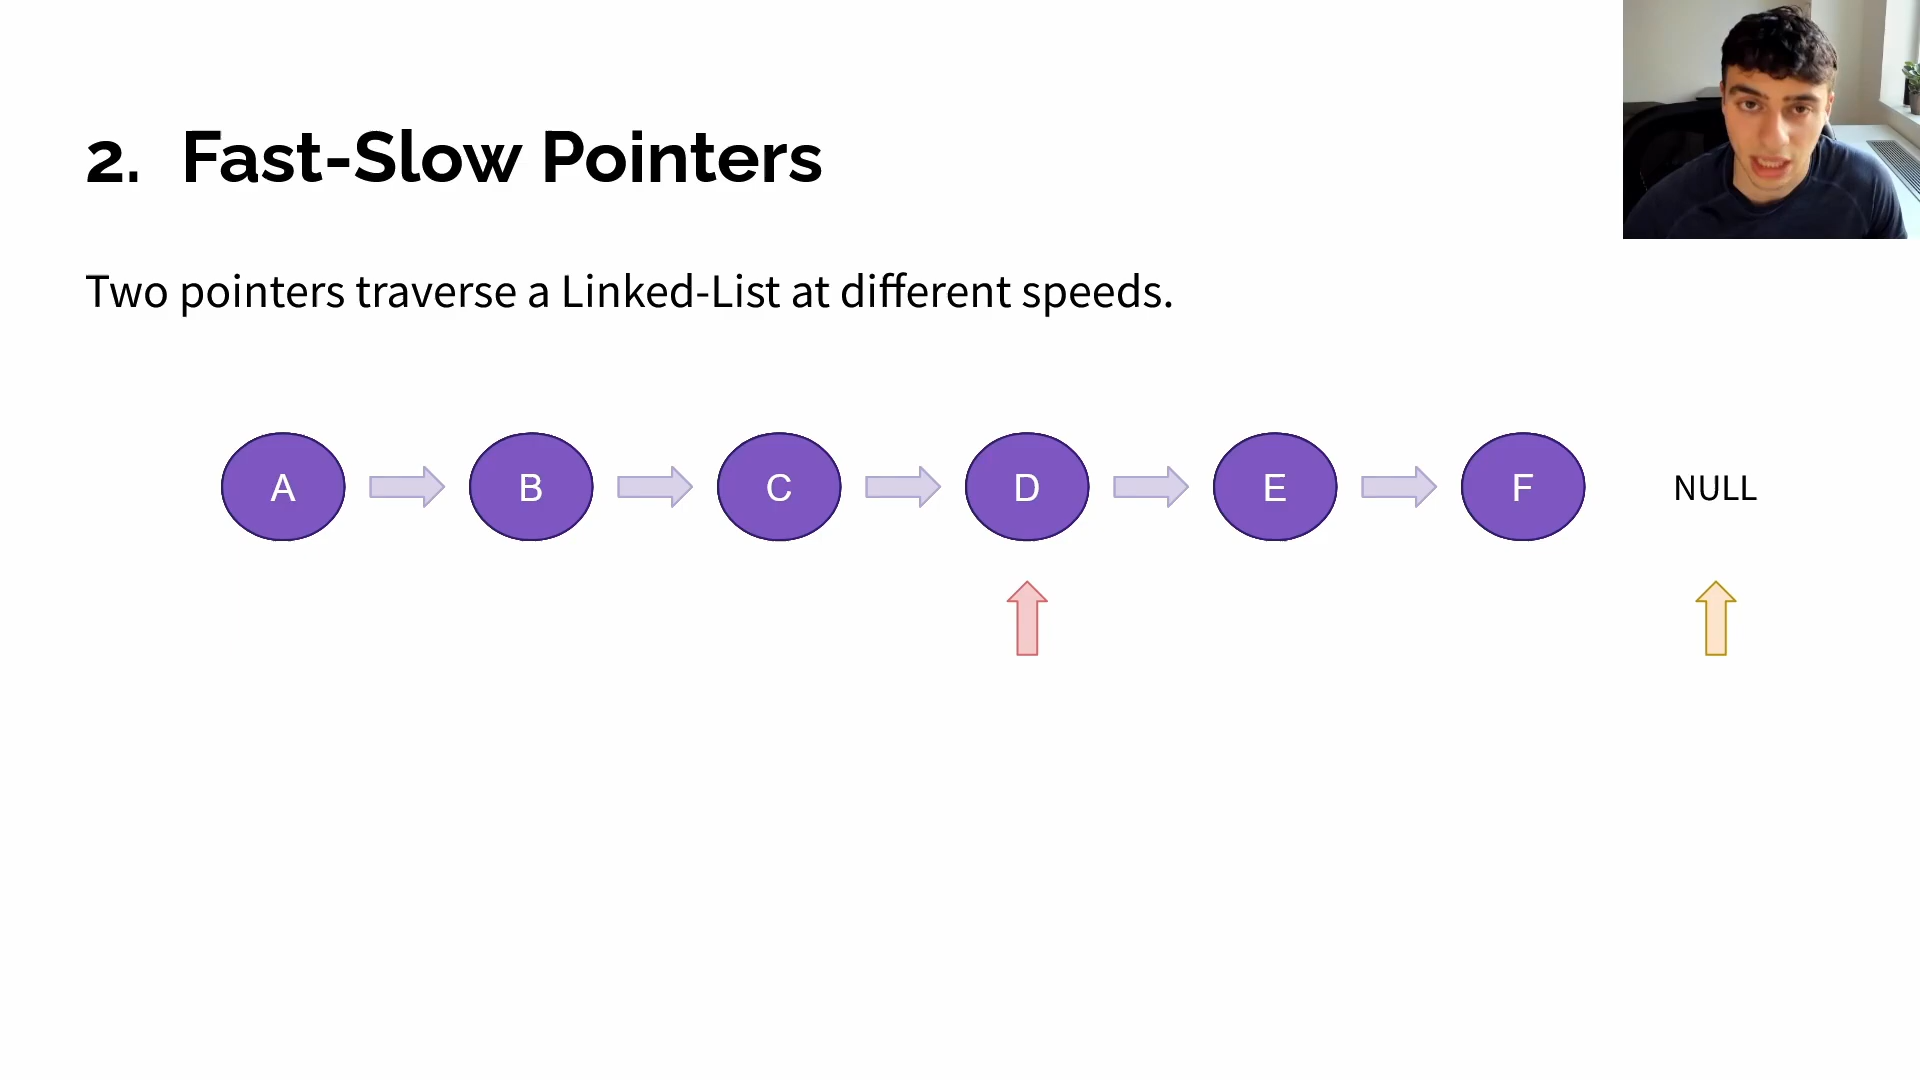 2. Fast-Slow Pointers
Two pointers traverse a Linked-List at different speeds.
A B C D E F NULL